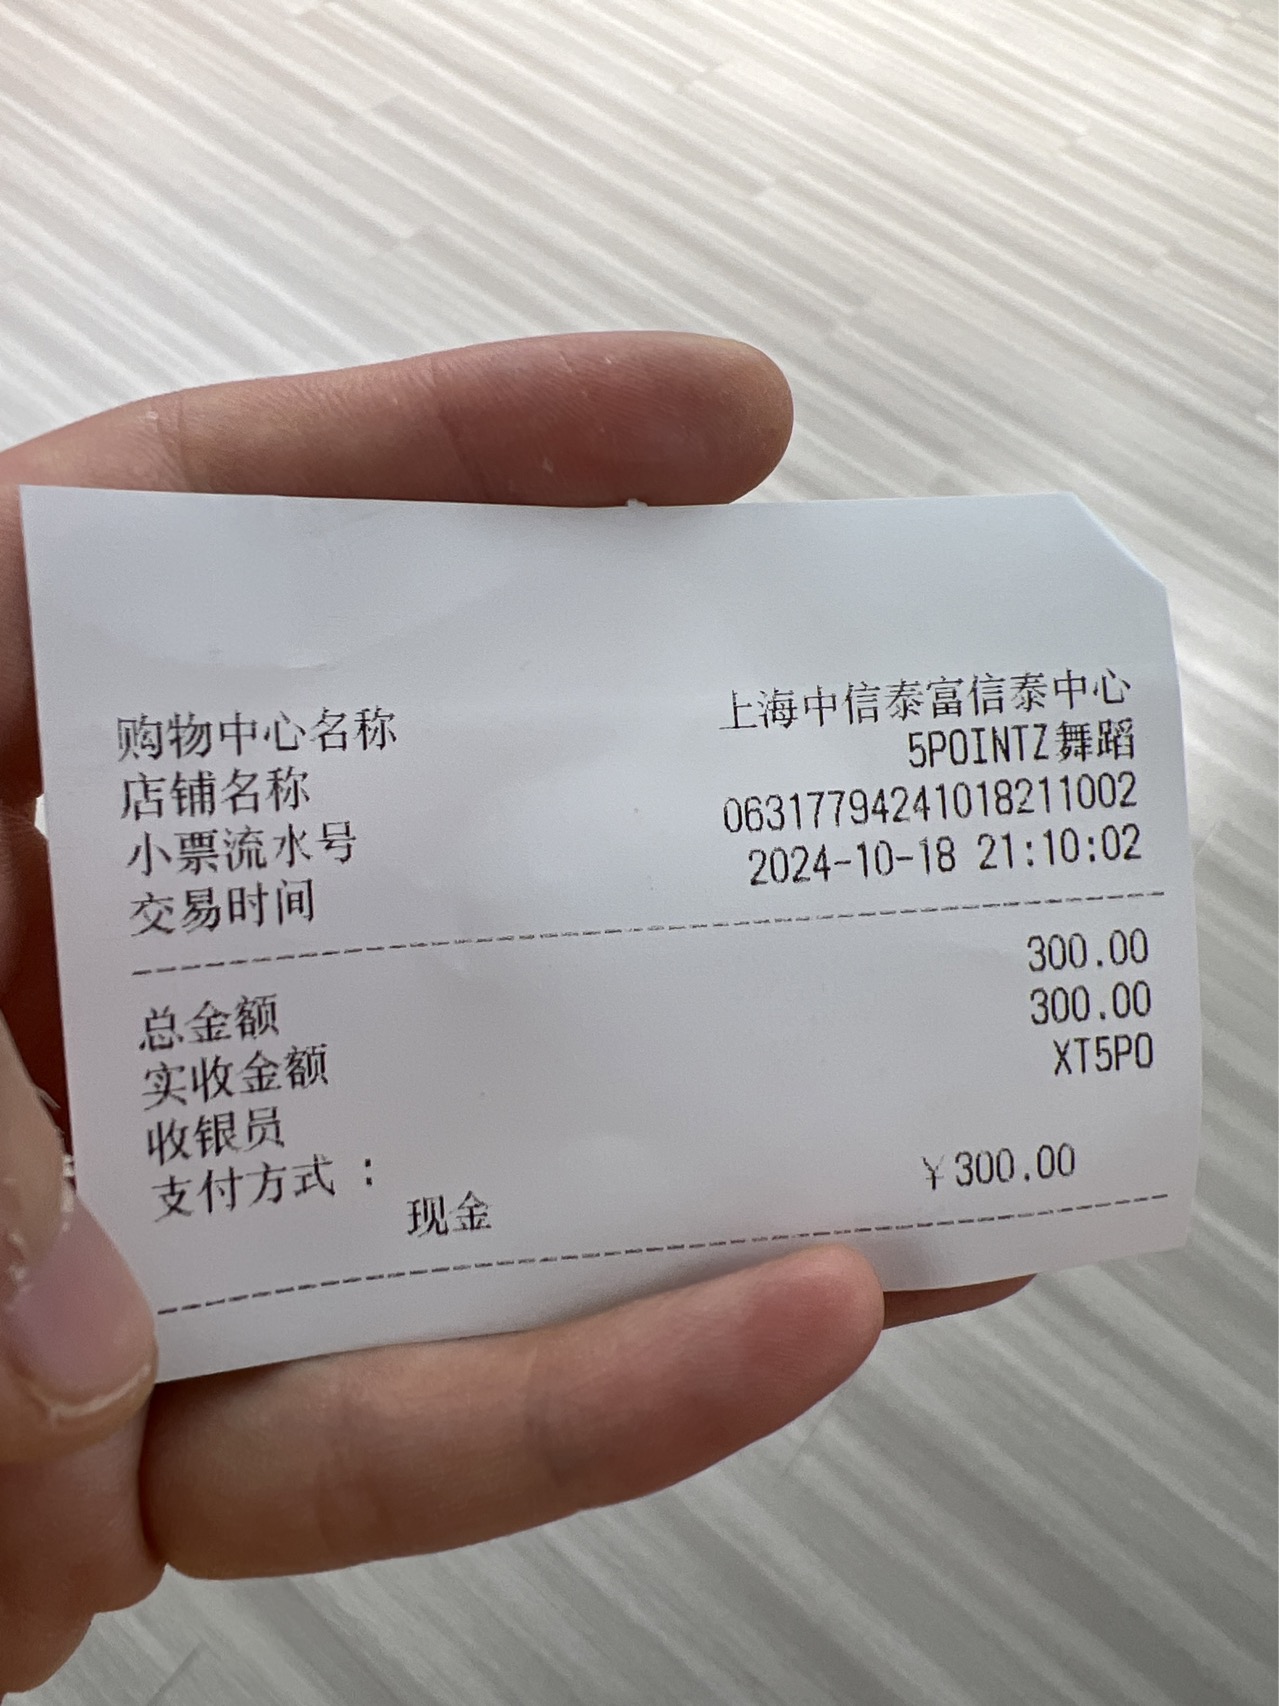 购物中心名称 上海中信泰富信泰中心
店铺名称 5POINTZ舞蹈
小票流水号 06317794241018211002
交易时间 2024-10-18 21:10:02
总金额 300.00
实收金额 300.00
收银员 XT5PO
支付方式：
现金 ￥300.00